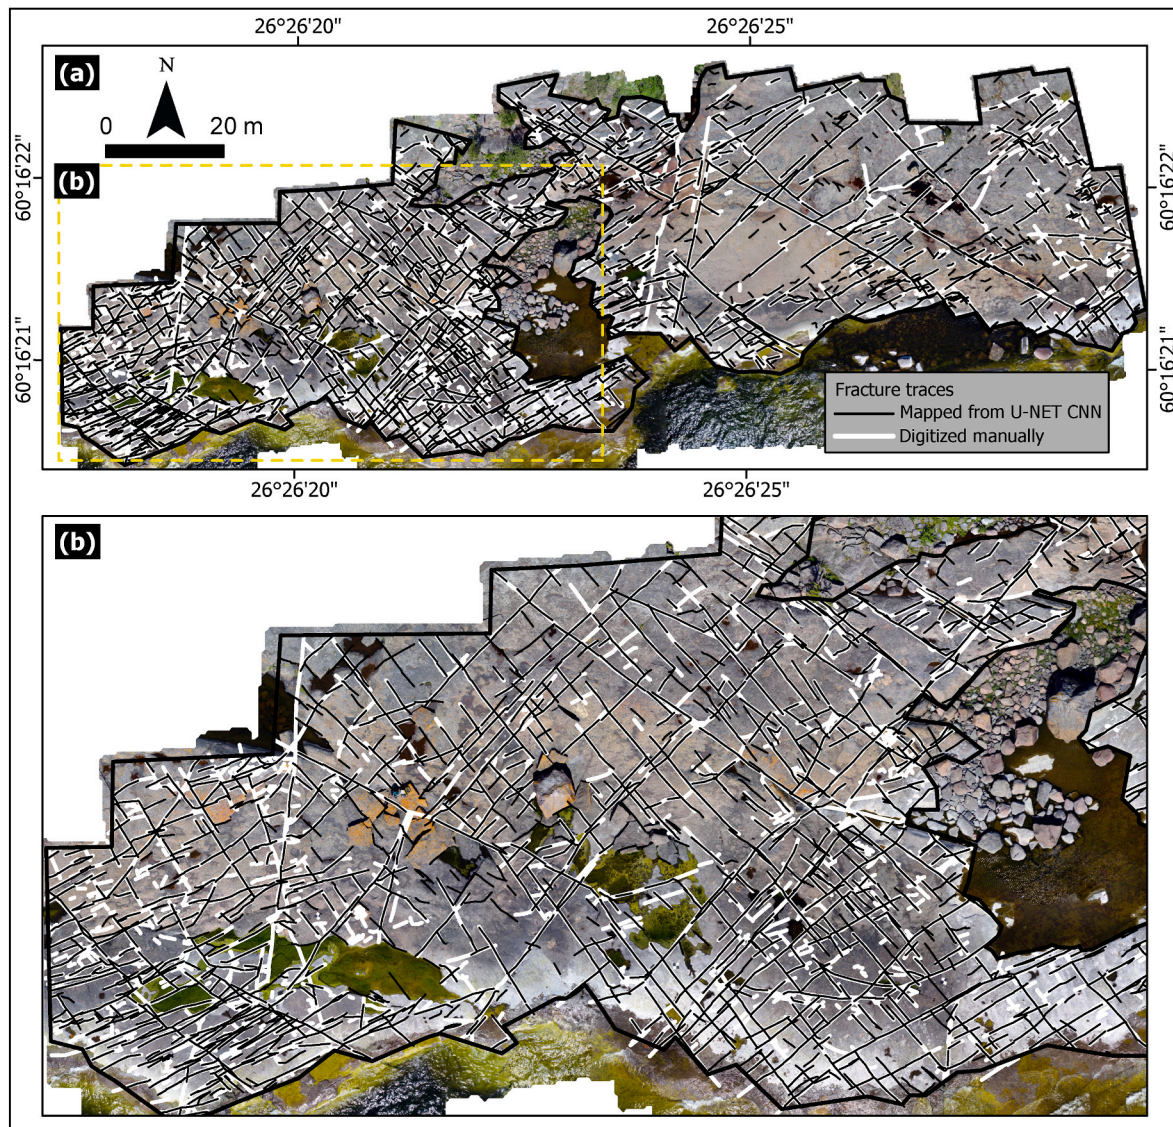 26°26'20" 26°26'25"
(a)
N
0 20 m
(b)
60°16'22"
60°16'21"
60°16'22"
60°16'21"
Fracture traces
Mapped from U-NET CNN
Digitized manually
26°26'20" 26°26'25"
(b)